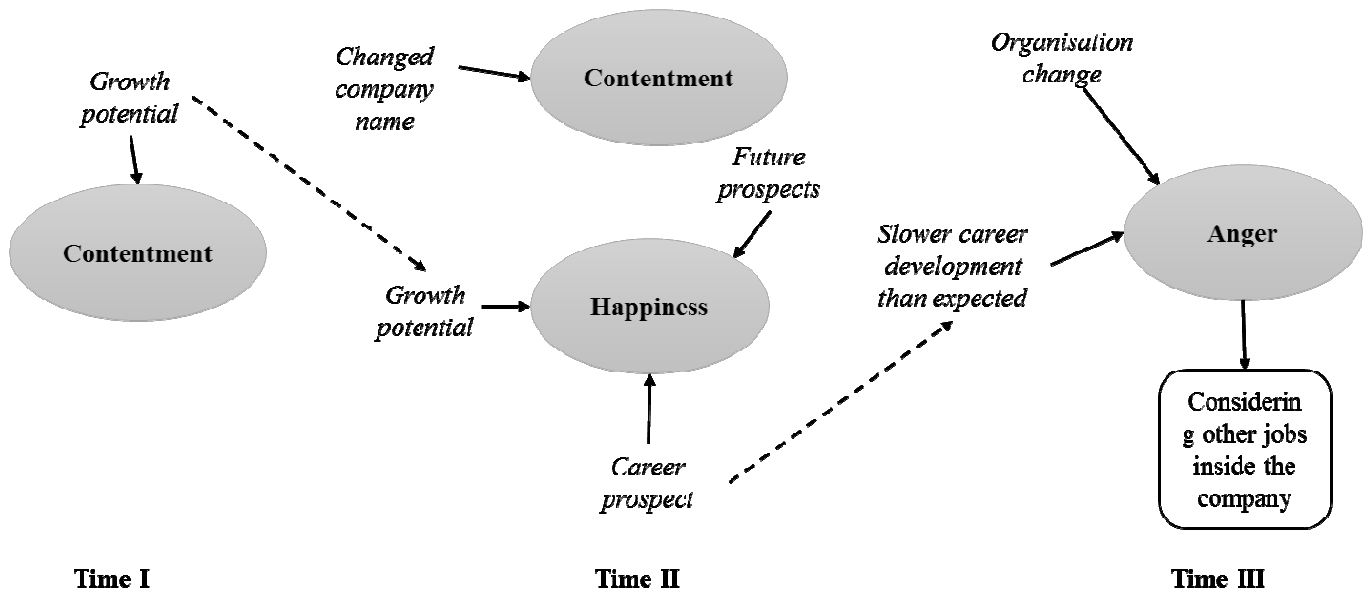 Growth
potential
Contentment
Changed
company
name
Contentment
Future
prospects
Growth
potential
Happiness
Career
prospect
Organisation
change
Slower career
development
than expected
Anger
Considerin
g other jobs
inside the
company
Time I
Time II
Time III